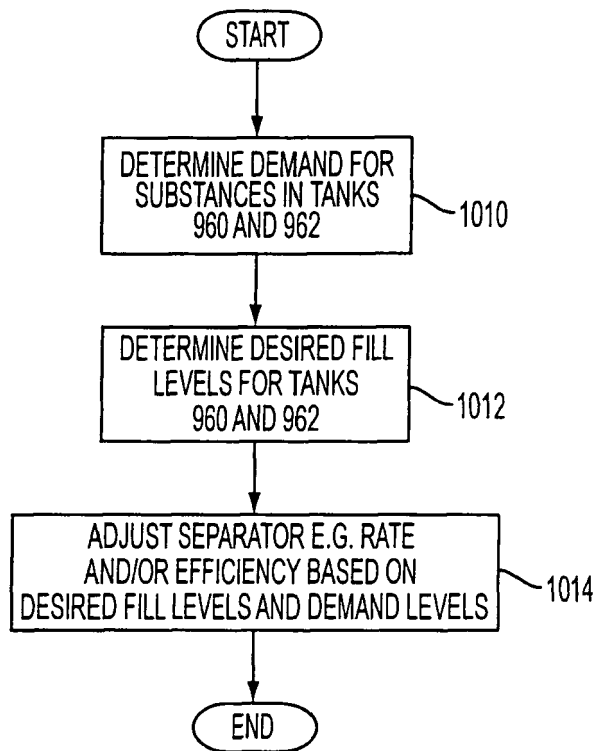 START
DETERMINE DEMAND FOR
SUBSTANCES IN TANKS
960 AND 962
1010
DETERMINE DESIRED FILL
LEVELS FOR TANKS
960 AND 962
1012
ADJUST SEPARATOR E.G. RATE
AND/OR EFFICIENCY BASED ON
DESIRED FILL LEVELS AND DEMAND LEVELS
1014
END